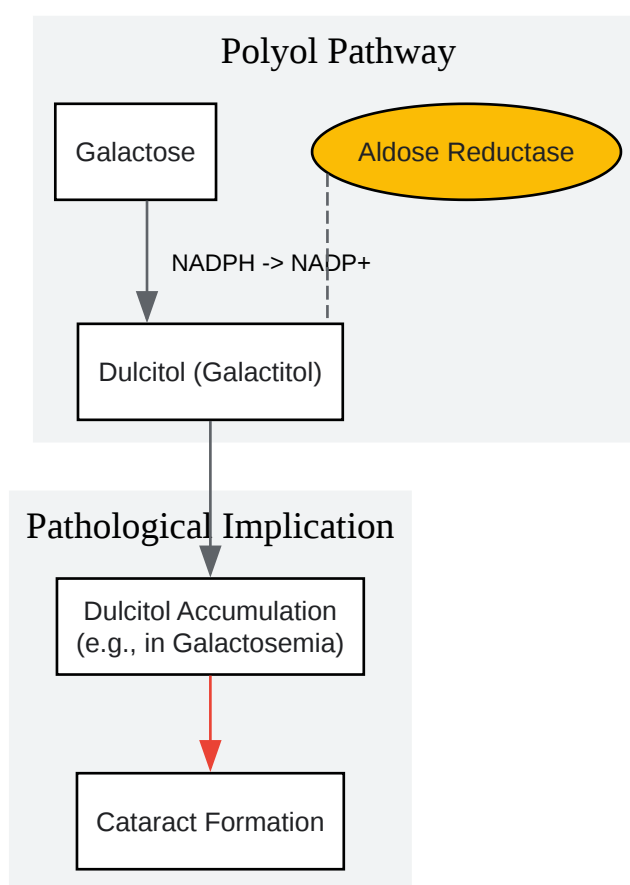 Polyol Pathway
Galactose
Aldose Reductase
NADPH -> NADP+
Dulcitol (Galactitol)
Pathological Implication
Dulcitol Accumulation
(e.g., in Galactosemia)
Cataract Formation